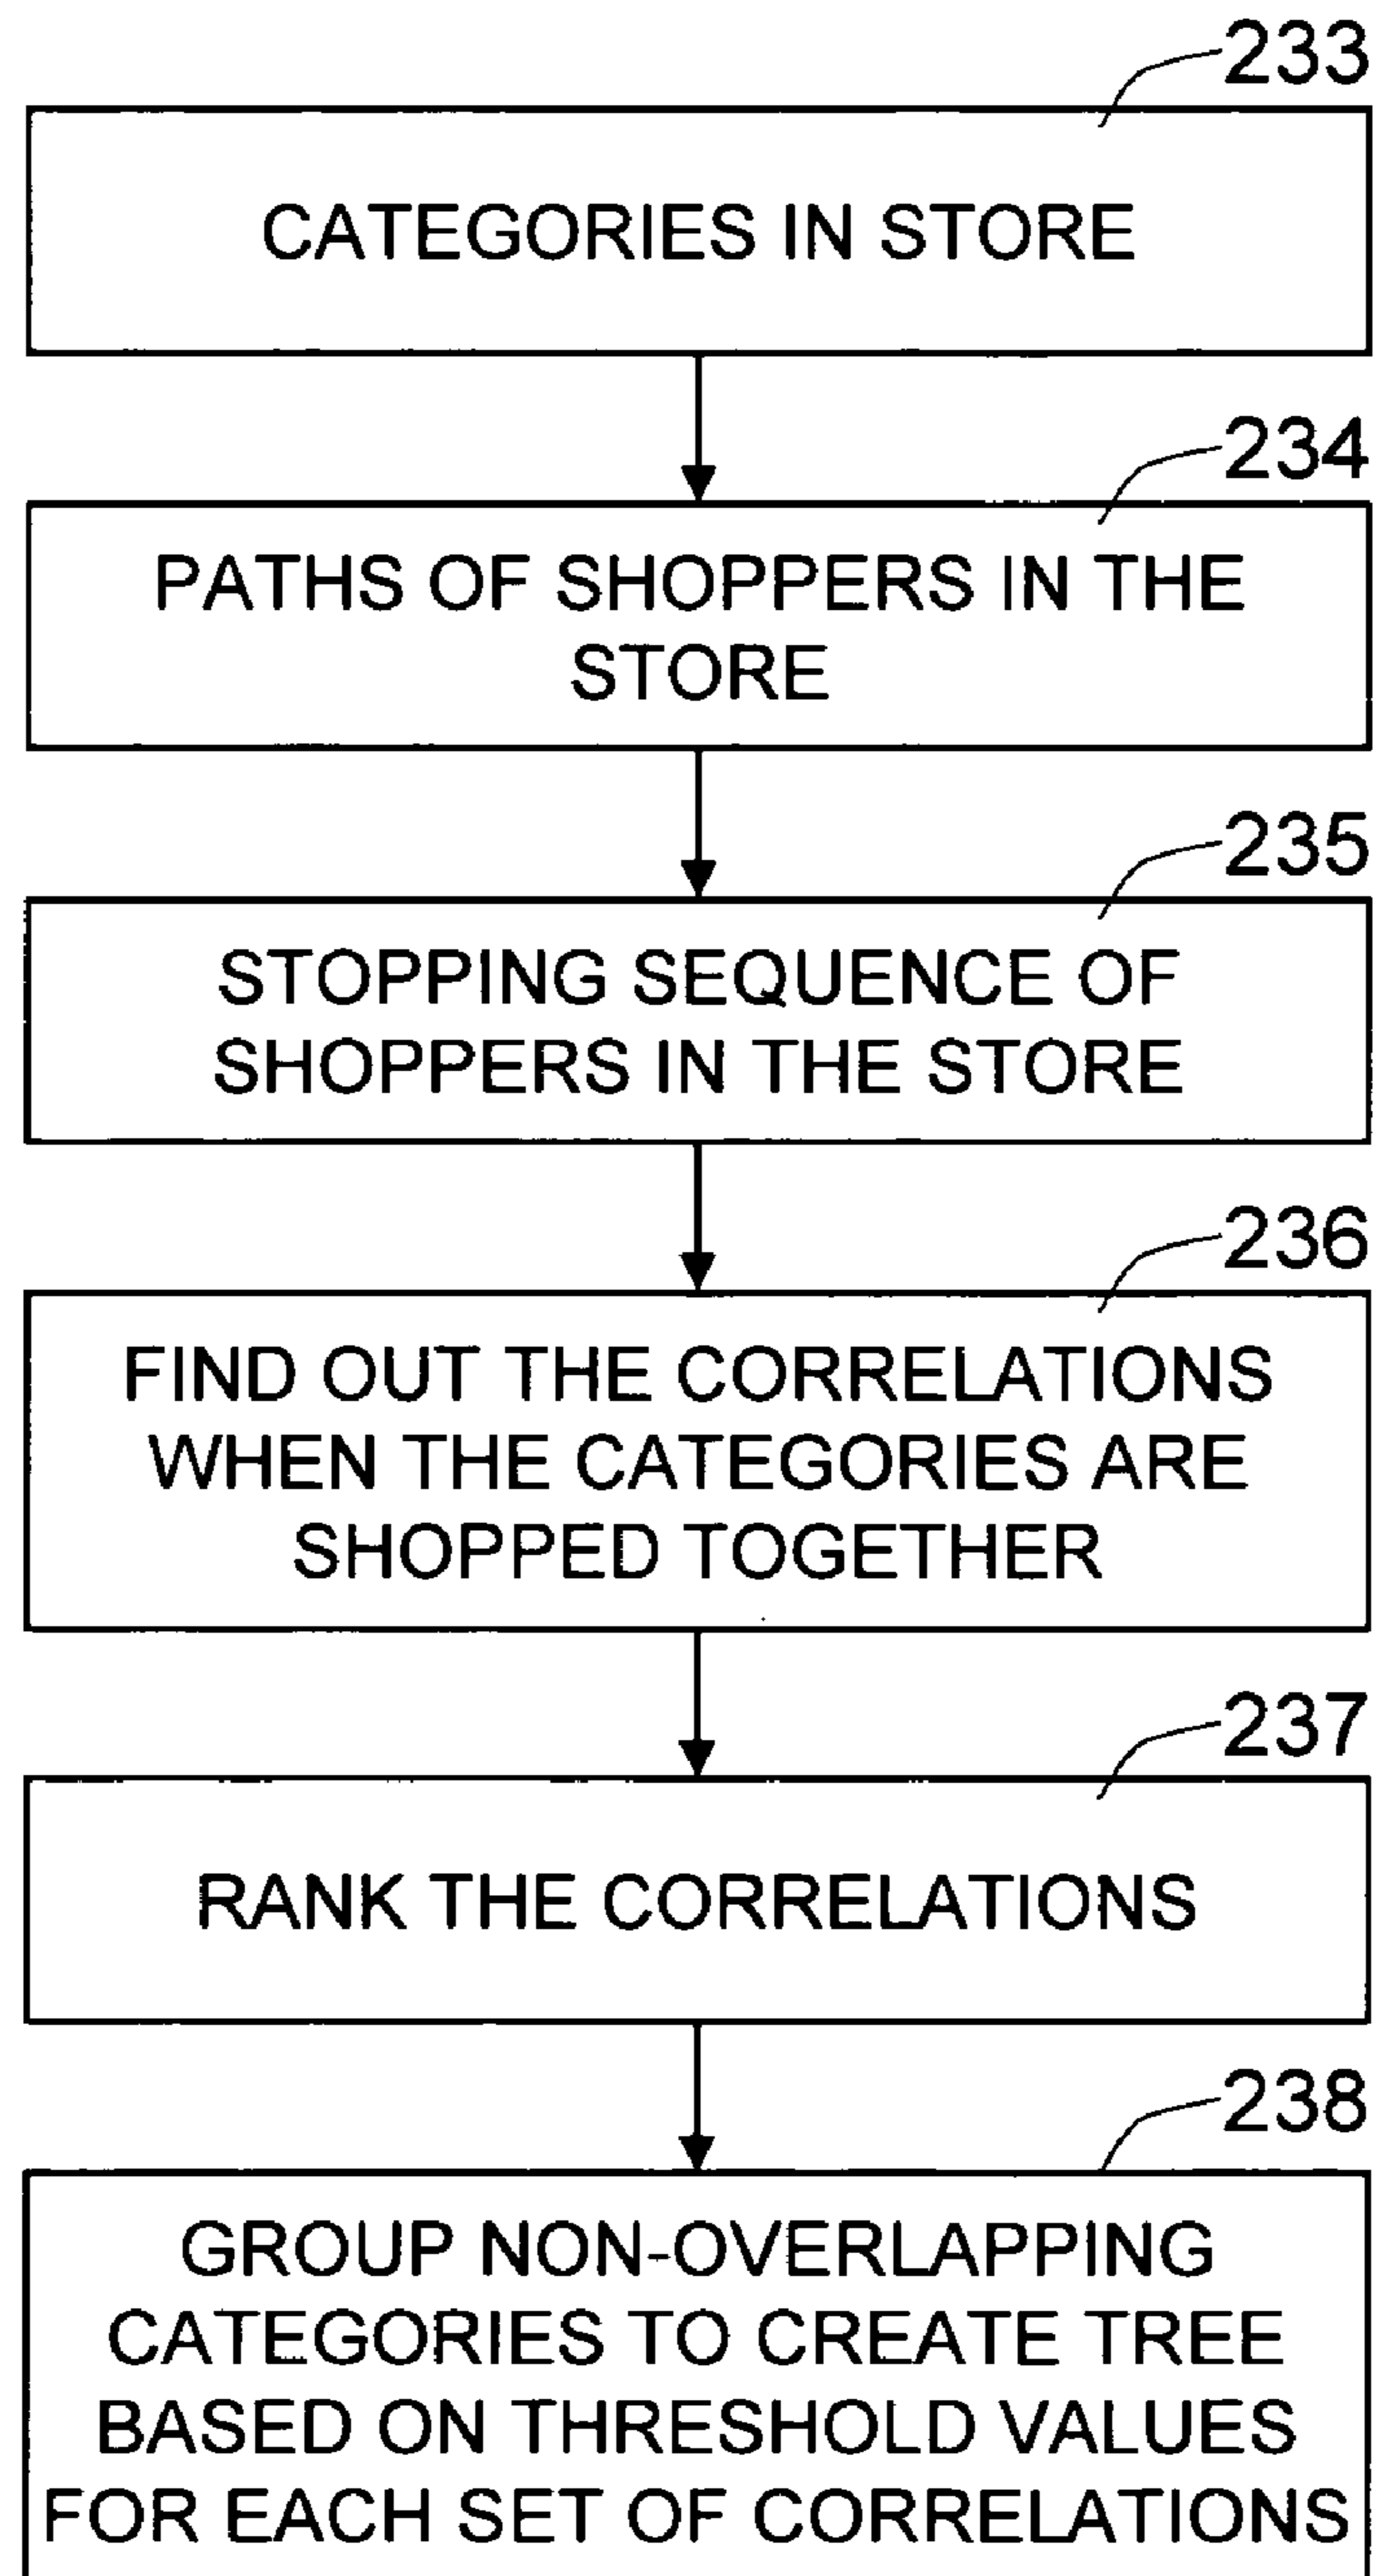 233
CATEGORIES IN STORE
234
PATHS OF SHOPPERS IN THE
STORE
235
STOPPING SEQUENCE OF
SHOPPERS IN THE STORE
236
FIND OUT THE CORRELATIONS
WHEN THE CATEGORIES ARE
SHOPPED TOGETHER
237
RANK THE CORRELATIONS
238
GROUP NON-OVERLAPPING
CATEGORIES TO CREATE TREE
BASED ON THRESHOLD VALUES
FOR EACH SET OF CORRELATIONS